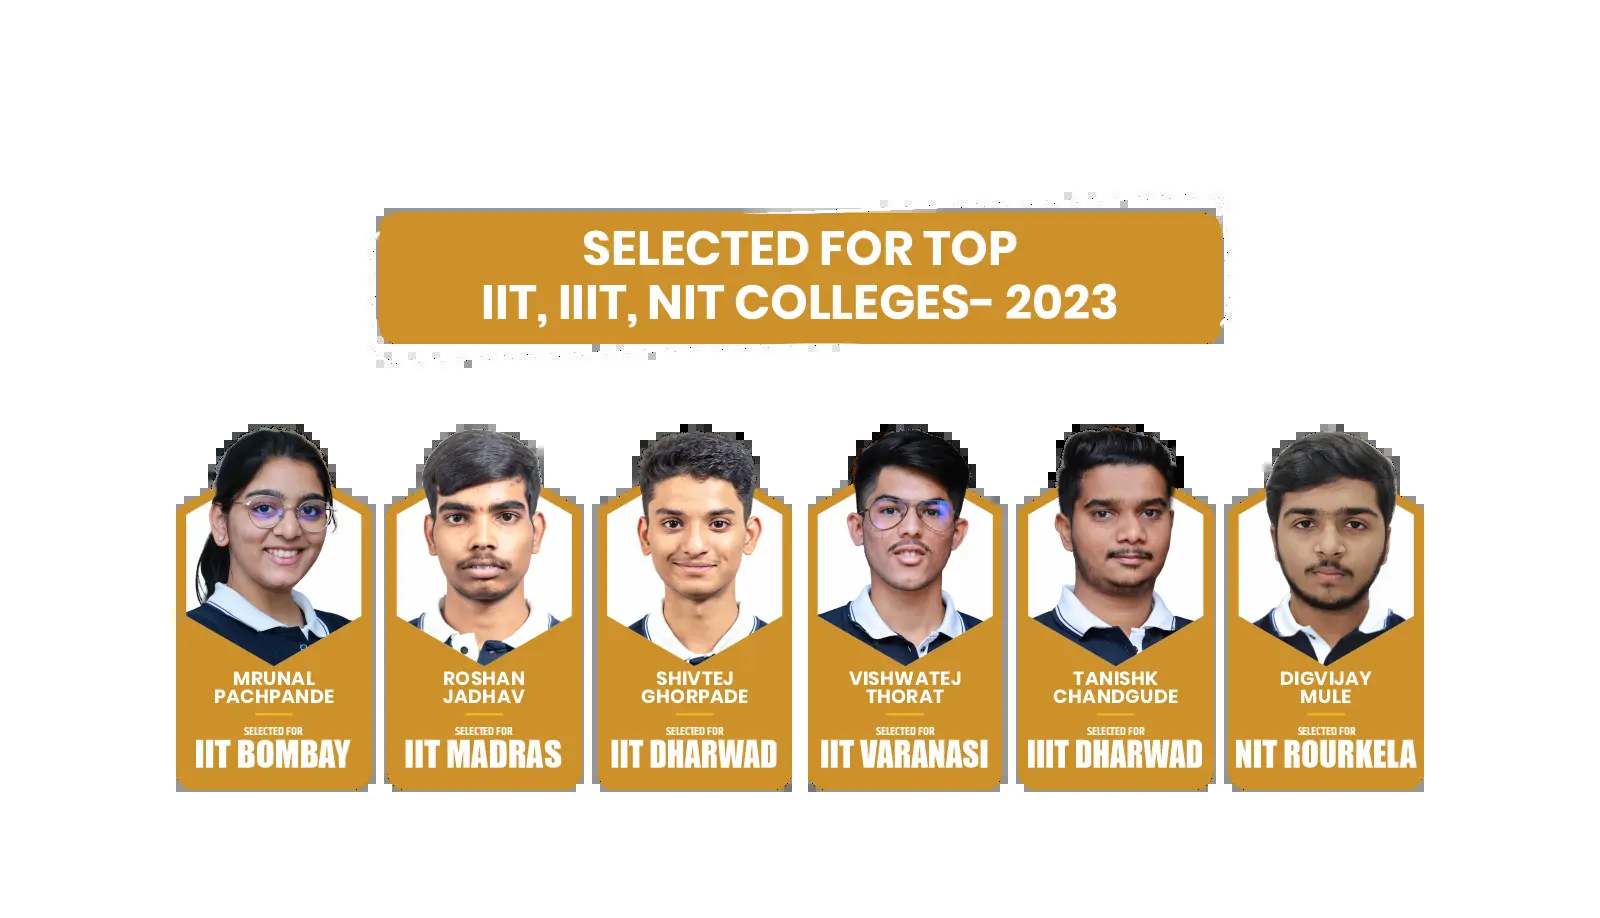 SELECTED FOR TOP
IIT, IIIT, NIT COLLEGES- 2023
MRUNAL
PACHPANDE
SELECTED FOR
IIT BOMBAY
ROSHAN
JADHAV
SELECTED FOR
IIT MADRAS
SHIVTEJ
GHORPADE
SELECTED FOR
IIT DHARWAD
VISHWATEJ
THORAT
SELECTED FOR
IIT VARANASI
TANISHK
CHANDGUDE
SELECTED FOR
IIIT DHARWAD
DIGVIJAY
MULE
SELECTED FOR
NIT ROURKELA